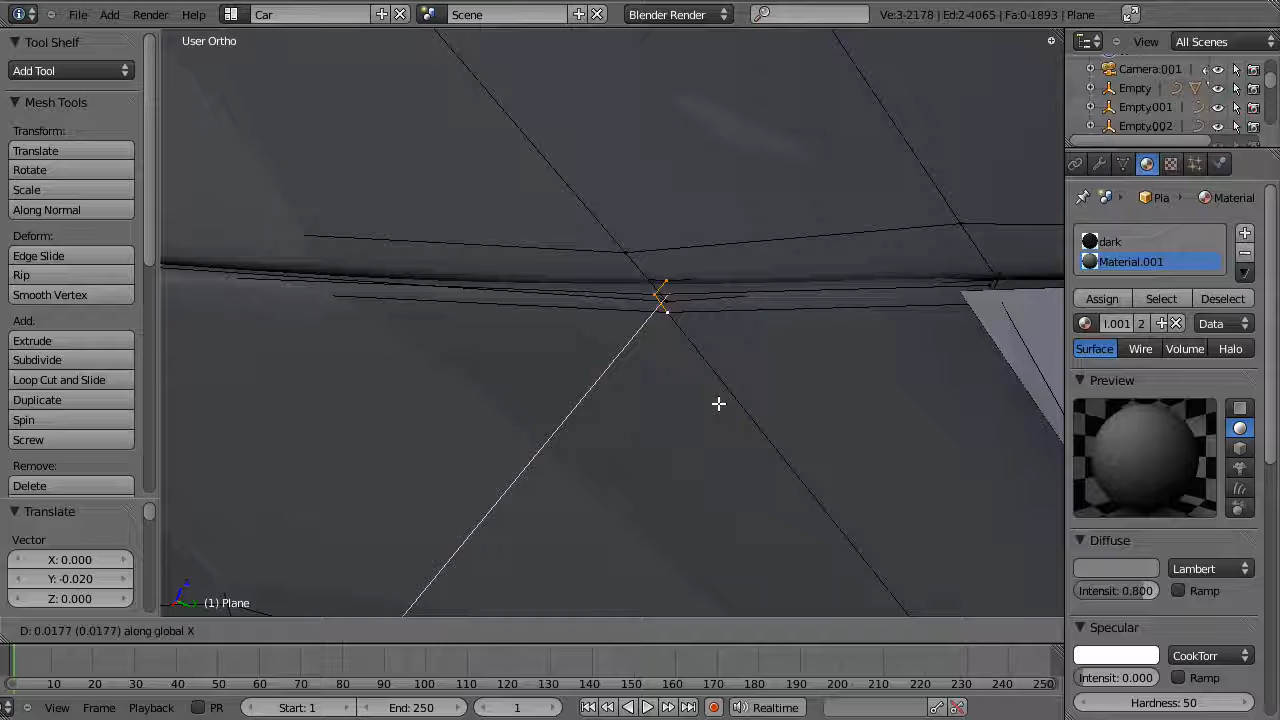 File Add Render Help Car Scene Blender Render Ve:3-2178 | Ed:2-4065 | Fa:0-1893 | Plane
Tool Shelf
Add Tool
Mesh Tools
Transform:
Translate
Rotate
Scale
Along Normal
Deform:
Edge Slide
Rip
Smooth Vertex
Add:
Extrude
Subdivide
Loop Cut and Slide
Duplicate
Spin
Screw
Remove:
Delete
Translate
Vector
X: 0.000
Y: -0.020
Z: 0.000
User Ortho
(1) Plane
D: 0.0177 (0.0177) along global X
View All Scenes
Camera.001
Empty
Empty.001
Empty.002
Pla Material
dark
Material.001
Assign Select Deselect
l.001 2 Data
Surface Wire Volume Halo
Preview
Diffuse
Lambert
Intensit: 0.800 Ramp
Specular
CookTorr
Intensit: 0.000 Ramp
Hardness: 50
10 20 30 40 50 60 70 80 90 100 110 120 130 140 150 160 170 180 190 200 210 220 230 240 250
View Frame Playback PR Start: 1 End: 250 1 Realtime